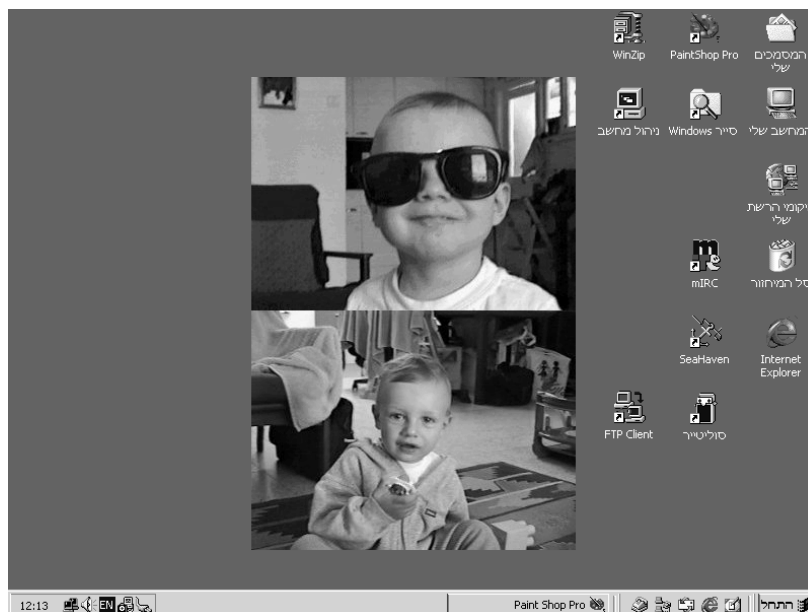 WinZip
PaintShop Pro
המסמכים
שלי
ניהול מחשב
סייר Windows
המחשב שלי
מיקומי הרשת
שלי
mIRC
סל המיחזור
SeaHaven
Internet
Explorer
FTP Client
סוליטייר
12:13
EN
Paint Shop Pro
התחל